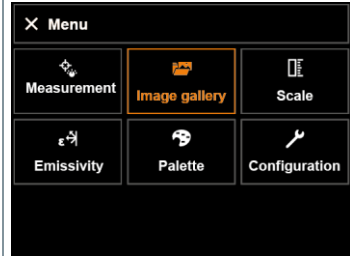 × Menu
Measurement
Image gallery
Scale
ε
Emissivity
Palette
Configuration